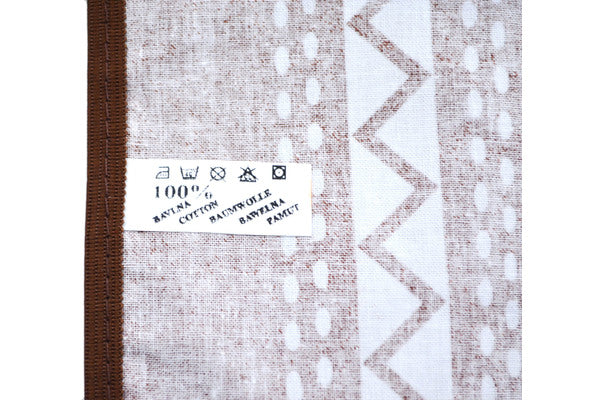 100%
BAVLNA
COTTON
BAUMWOLLE
BAWEŁNA
PAMUT